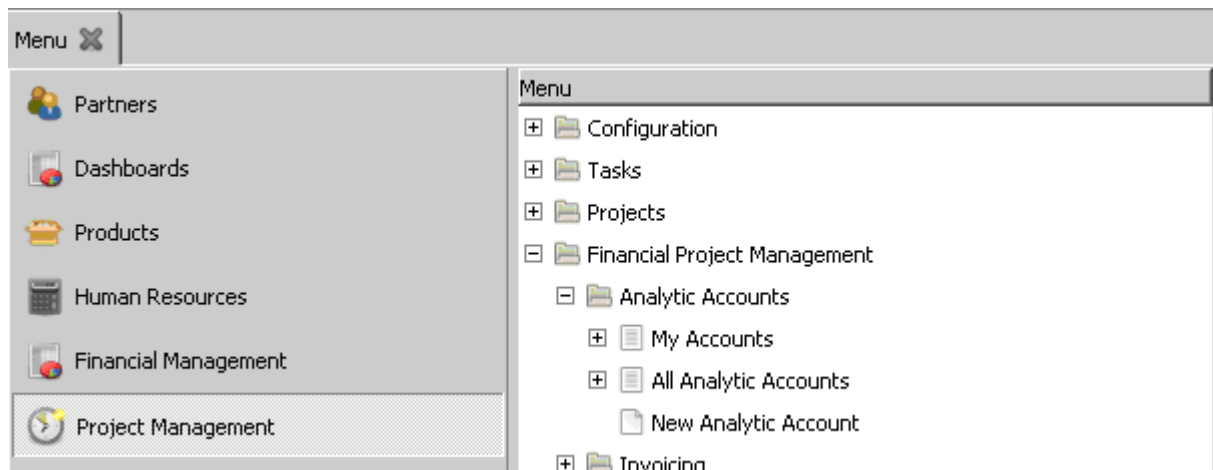 Menu
Partners
Dashboards
Products
Human Resources
Financial Management
Project Management
Menu
Configuration
Tasks
Projects
Financial Project Management
Analytic Accounts
My Accounts
All Analytic Accounts
New Analytic Account
Invoicing